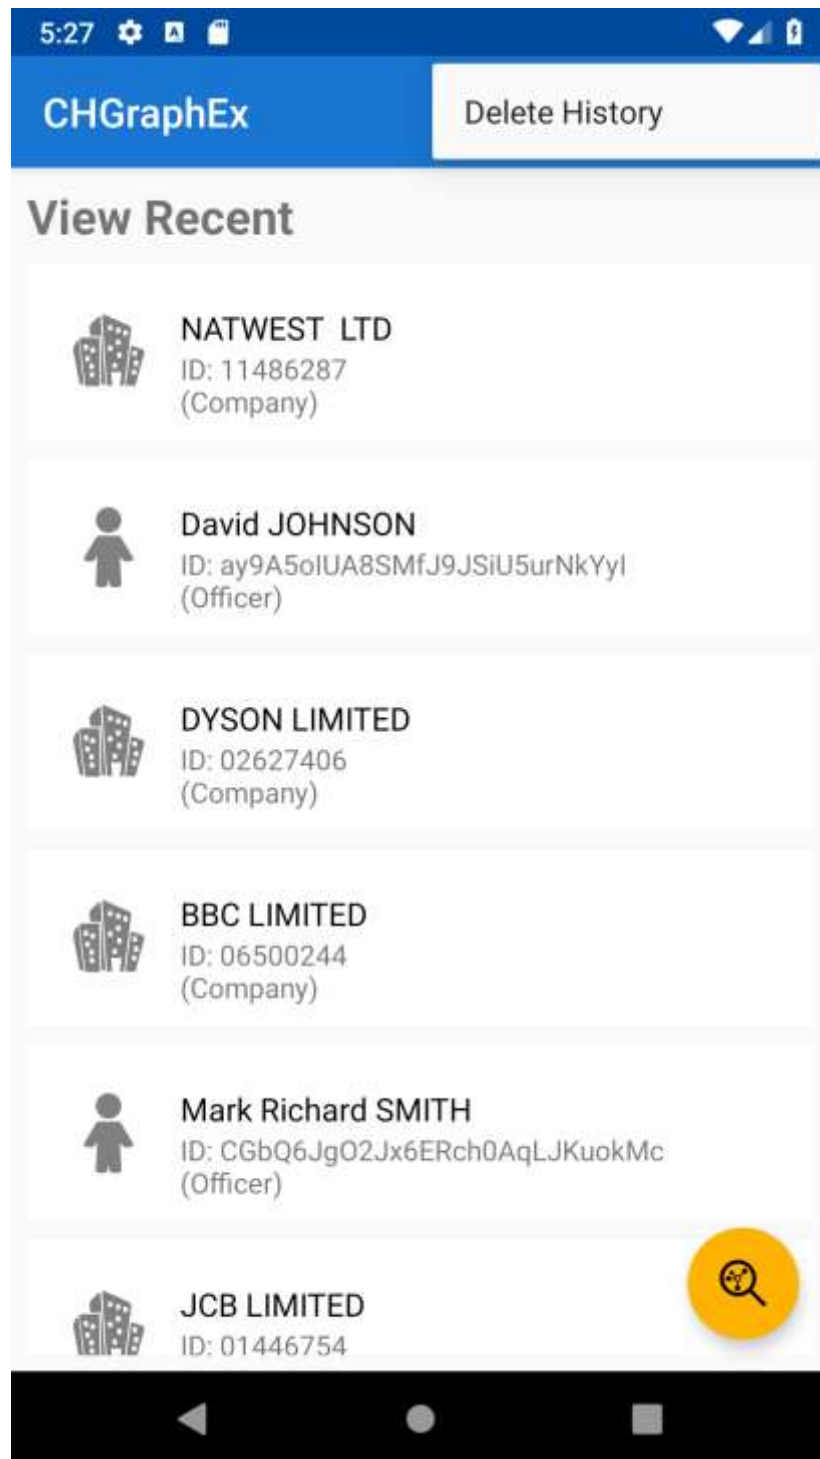 5:27
CHGraphEx
Delete History
View Recent
NATWEST  LTD
ID: 11486287
(Company)
David JOHNSON
ID: ay9A5oIUA8SMfJ9JSiU5urNkYyI
(Officer)
DYSON LIMITED
ID: 02627406
(Company)
BBC LIMITED
ID: 06500244
(Company)
Mark Richard SMITH
ID: CGbQ6JgO2Jx6ERch0AqLJKuokMc
(Officer)
JCB LIMITED
ID: 01446754